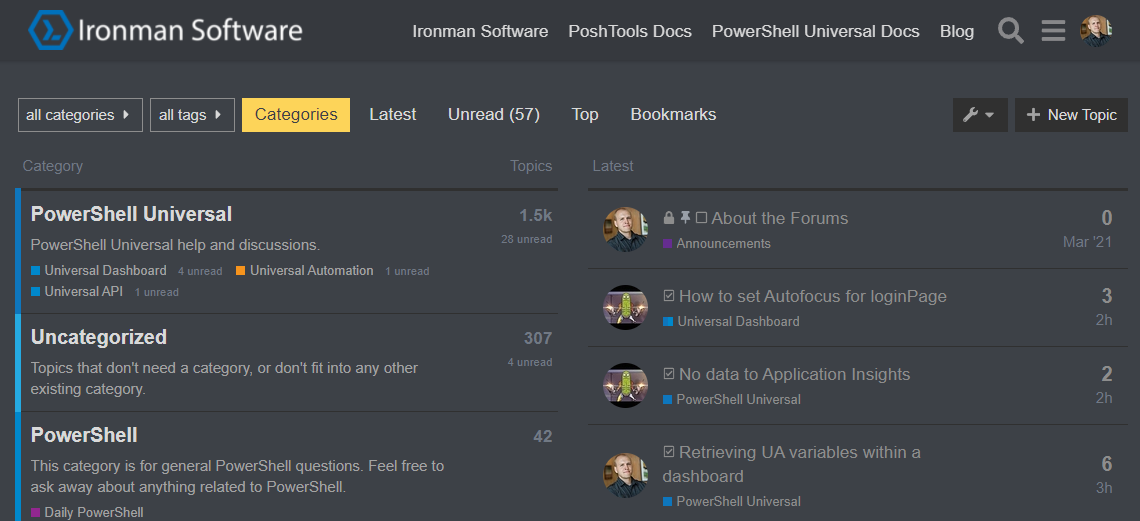 Ironman Software
Ironman Software PoshTools Docs PowerShell Universal Docs Blog
all categories all tags Categories Latest Unread (57) Top Bookmarks New Topic
Category Topics
PowerShell Universal 1.5k
PowerShell Universal help and discussions. 28 unread
Universal Dashboard 4 unread Universal Automation 1 unread
Universal API 1 unread
Uncategorized 307
Topics that don't need a category, or don't fit into any other 4 unread
existing category.
PowerShell 42
This category is for general PowerShell questions. Feel free to
ask away about anything related to PowerShell.
Daily PowerShell
Latest
About the Forums 0
Announcements Mar '21
How to set Autofocus for loginPage 3
Universal Dashboard 2h
No data to Application Insights 2
PowerShell Universal 2h
Retrieving UA variables within a
dashboard 6
PowerShell Universal 3h